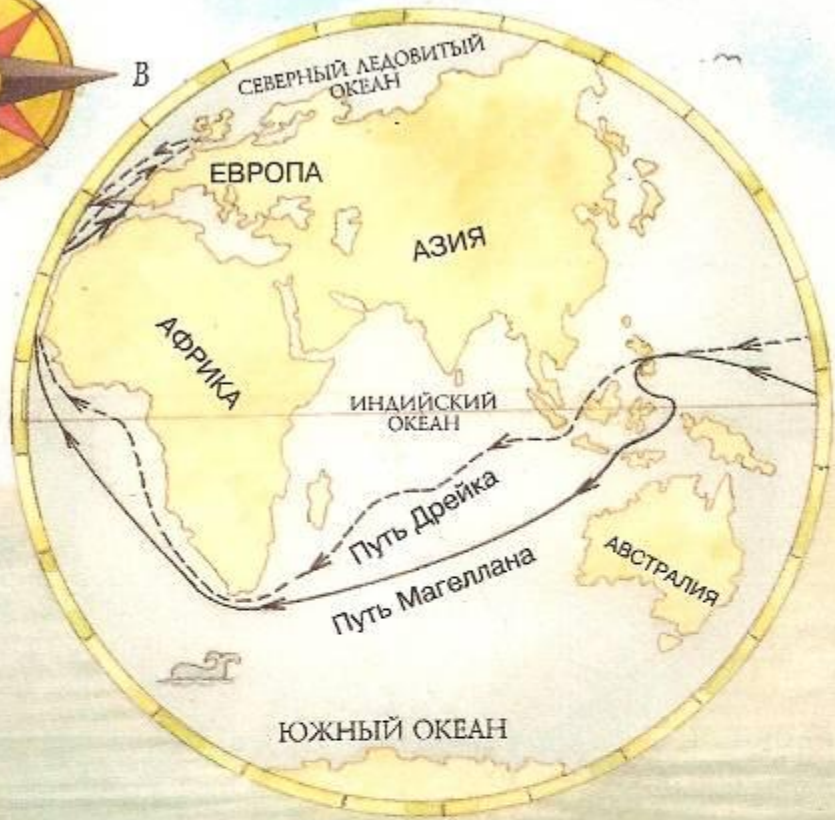 В
СЕВЕРНЫЙ ЛЕДОВИТЫЙ
ОКЕАН
ЕВРОПА
АЗИЯ
АФРИКА
ИНДИЙСКИЙ
ОКЕАН
Путь Дрейка
Путь Магеллана
АВСТРАЛИЯ
ЮЖНЫЙ ОКЕАН